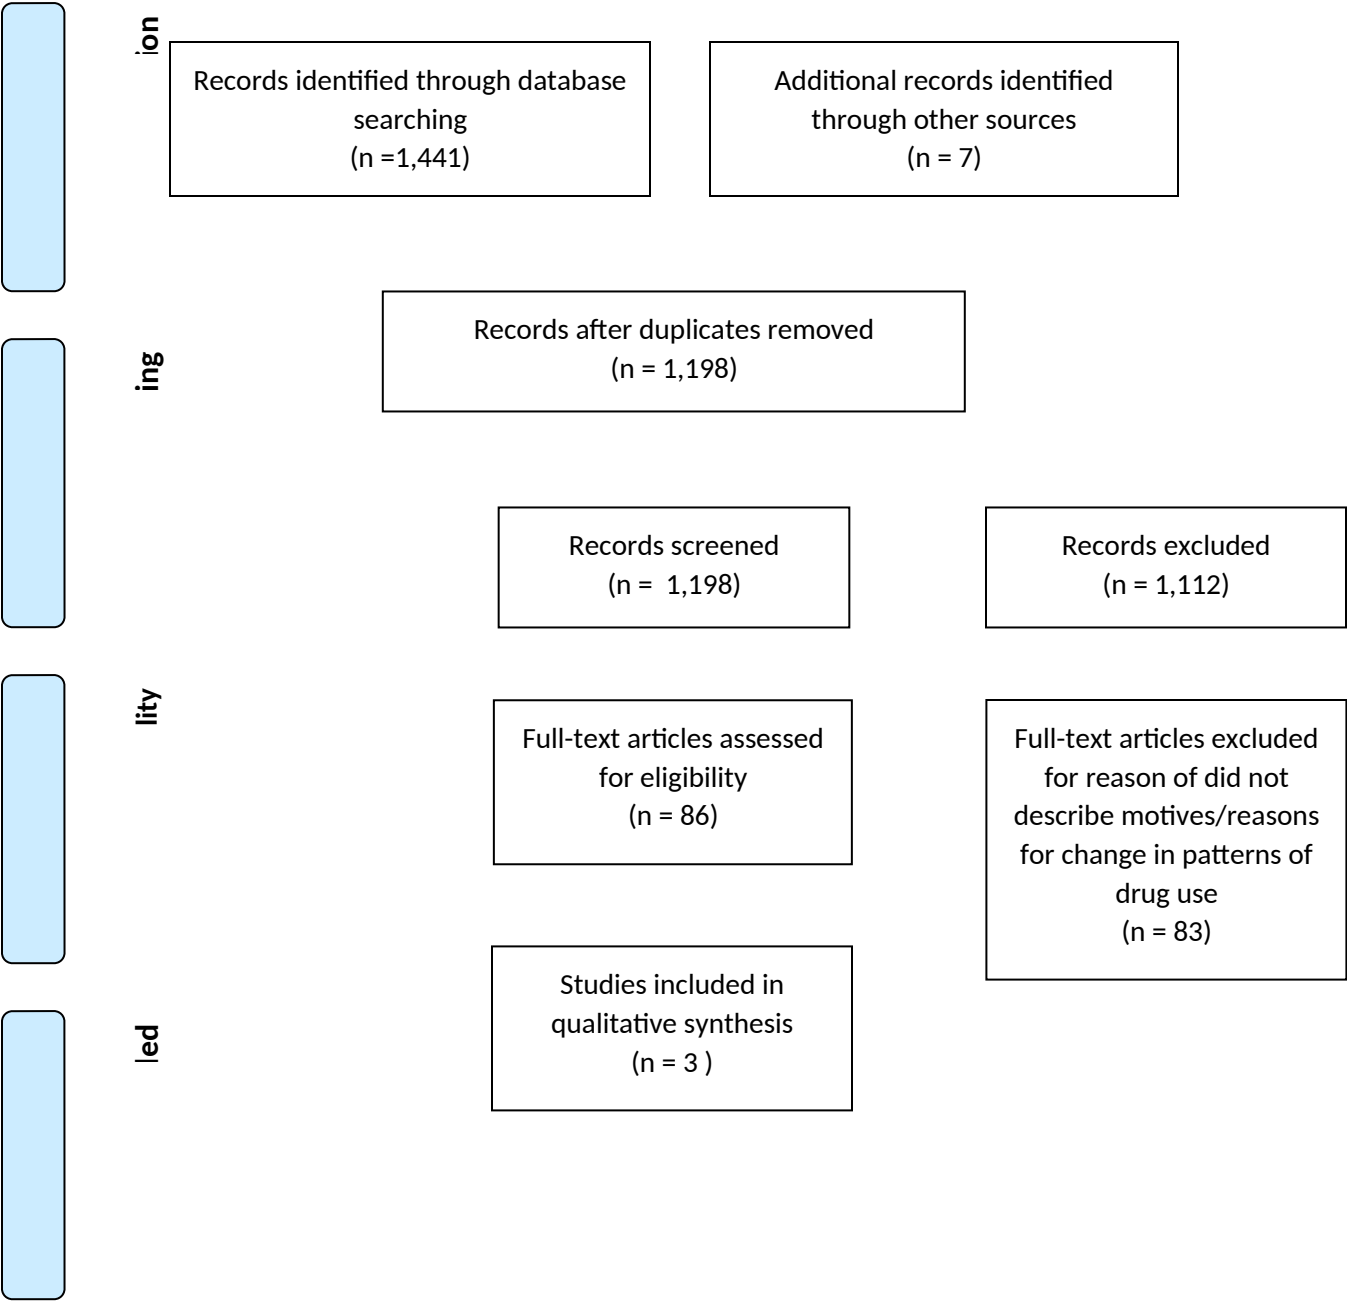 ion
Records identified through database
searching
(n =1,441)
Additional records identified
through other sources
(n = 7)
ing
Records after duplicates removed
(n = 1,198)
Records screened
(n =  1,198)
Records excluded
(n = 1,112)
lity
Full-text articles assessed
for eligibility
(n = 86)
Full-text articles excluded
for reason of did not
describe motives/reasons
for change in patterns of
drug use
(n = 83)
Studies included in
qualitative synthesis
(n = 3 )
ed